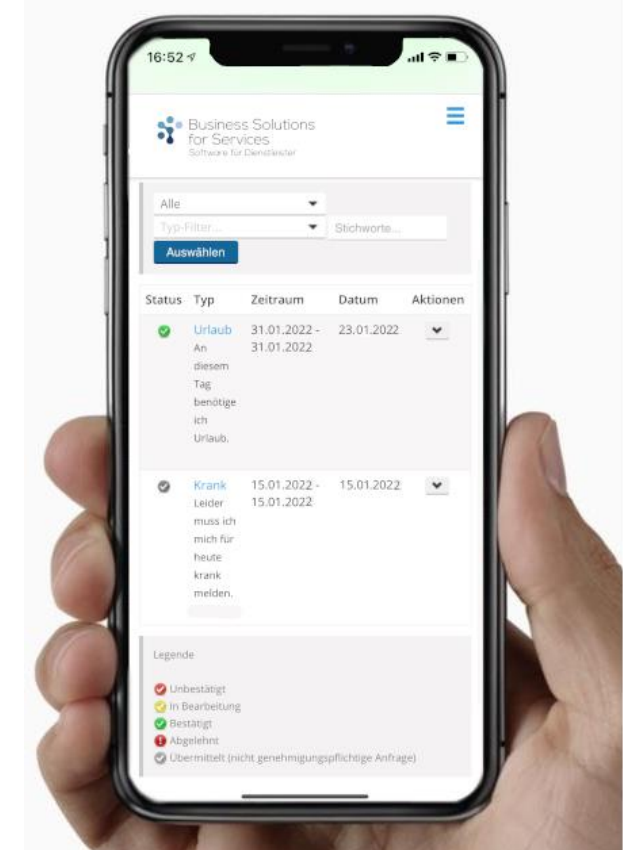 16:52
Business Solutions
for Services
Software für Dienstleister
Alle
Typ-Filter...
Stichworte...
Auswählen
Status Typ Zeitraum Datum Aktionen
Urlaub 31.01.2022 - 23.01.2022
An 31.01.2022
diesem
Tag
benötige
ich
Urlaub.
Krank 15.01.2022 - 15.01.2022
Leider 15.01.2022
muss ich
mich für
heute
krank
melden.
Legende
Unbestätigt
In Bearbeitung
Bestätigt
Abgelehnt
Übermittelt (nicht genehmigungspflichtige Anfrage)